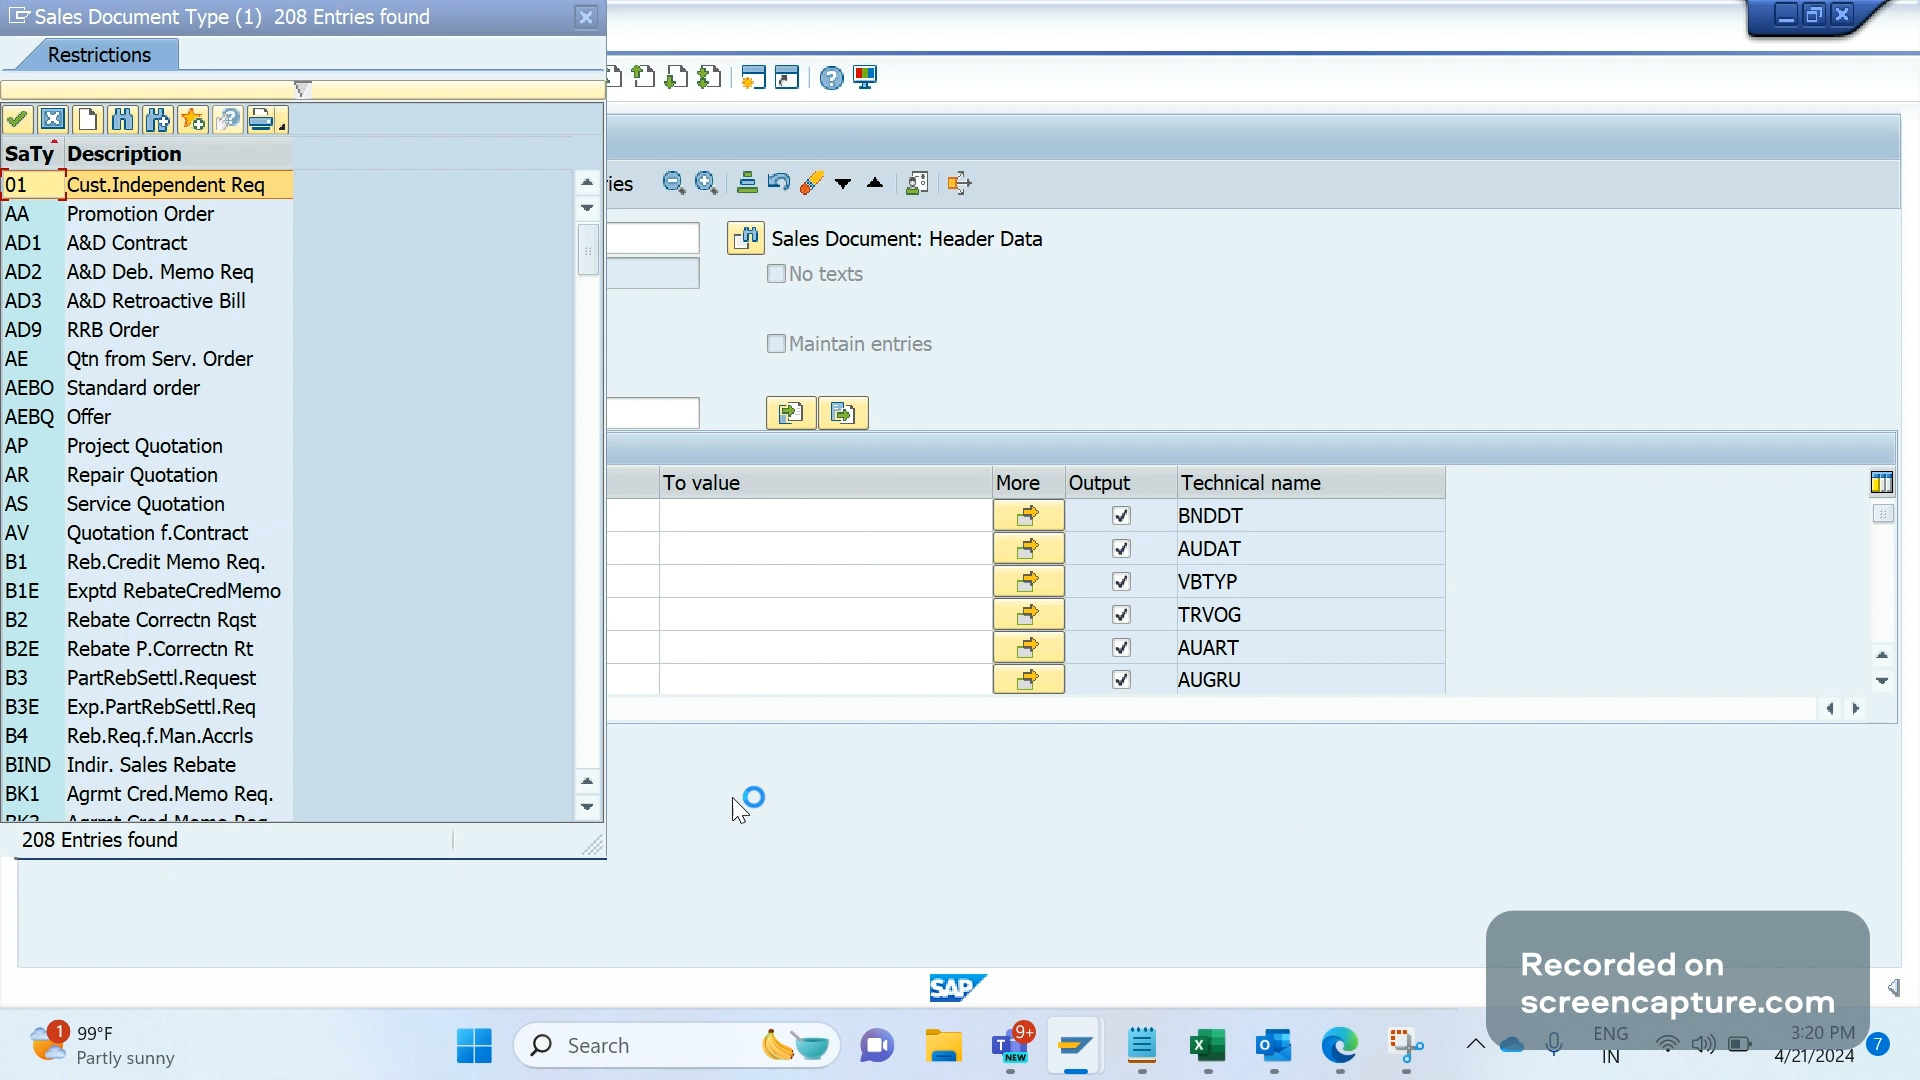 Sales Document Type (1) 208 Entries found
Restrictions
SaTy Description
01 Cust.Independent Req
AA Promotion Order
AD1 A&D Contract
AD2 A&D Deb. Memo Req
AD3 A&D Retroactive Bill
AD9 RRB Order
AE Qtn from Serv. Order
AEBO Standard order
AEBQ Offer
AP Project Quotation
AR Repair Quotation
AS Service Quotation
AV Quotation f.Contract
B1 Reb.Credit Memo Req.
B1E Exptd RebateCredMemo
B2 Rebate Correctn Rqst
B2E Rebate P.Correctn Rt
B3 PartRebSettl.Request
B3E Exp.PartRebSettl.Req
B4 Reb.Req.f.Man.Accrls
BIND Indir. Sales Rebate
BK1 Agrmt Cred.Memo Req.
208 Entries found
Sales Document: Header Data
No texts
Maintain entries
To value More Output Technical name
BNDDT
AUDAT
VBTYP
TRVOG
AUART
AUGRU
SAP
Recorded on
screencapture.com
1 99°F
Partly sunny
Search
9+
NEW
ENG
IN
3:20 PM
4/21/2024
7